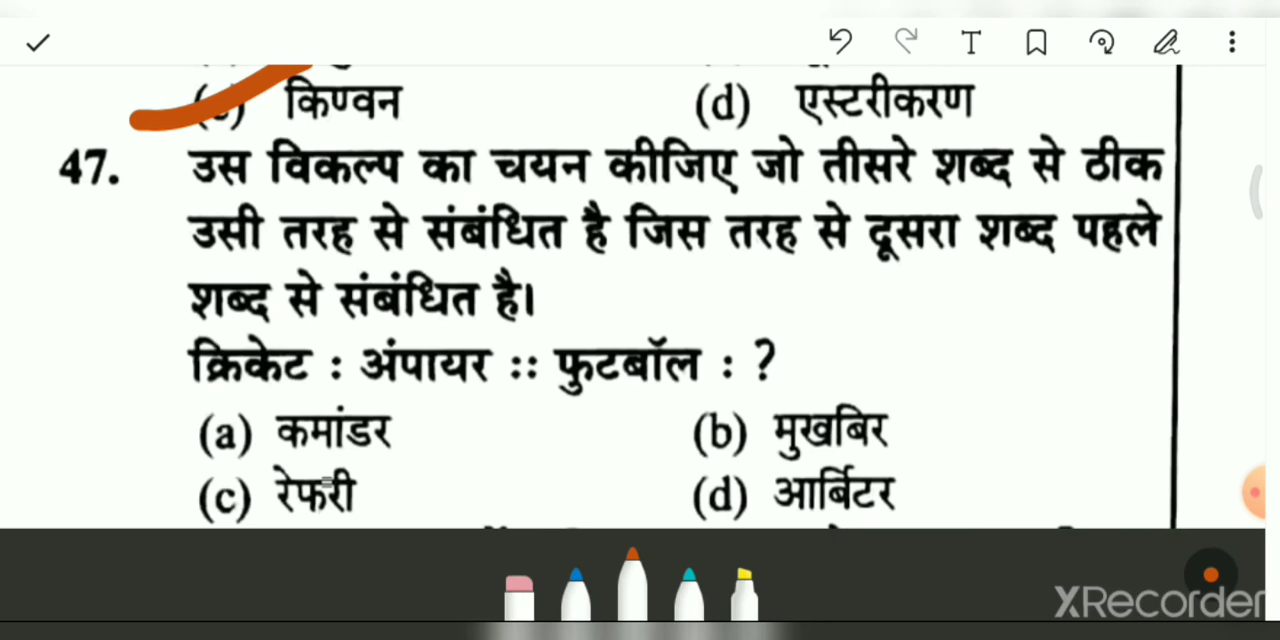 (c) किण्वन (d) एस्टरीकरण
47. उस विकल्प का चयन कीजिए जो तीसरे शब्द से ठीक
उसी तरह से संबंधित है जिस तरह से दूसरा शब्द पहले
शब्द से संबंधित है।
क्रिकेट : अंपायर :: फुटबॉल : ?
(a) कमांडर (b) मुखबिर
(c) रेफरी (d) आर्बिटर
XRecorder